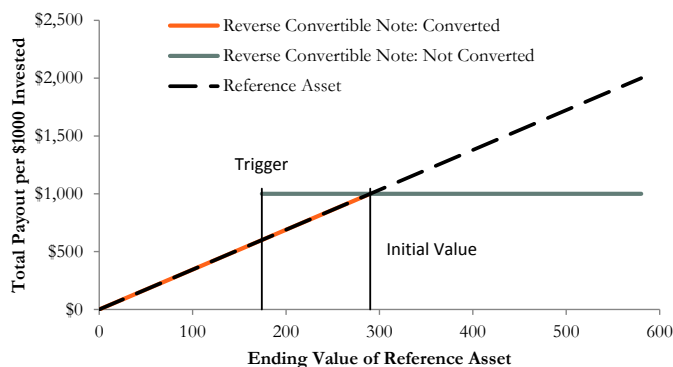 $2,500
Reverse Convertible Note: Converted
Reverse Convertible Note: Not Converted
$2,000
Reference Asset
$1,500
Trigger
$1,000
Initial Value
$500
$0
0 100 200 300 400 500 600
Total Payout per $1000 Invested
Ending Value of Reference Asset